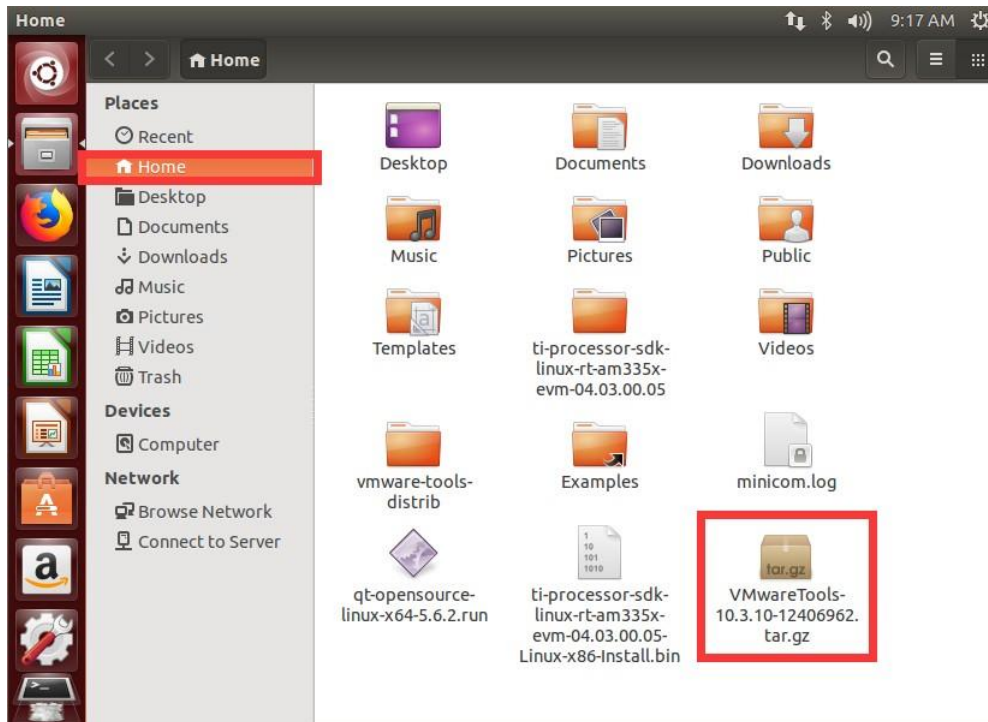 Home
9:17 AM
Home
Places
Recent
Home
Desktop
Documents
Downloads
Music
Pictures
Videos
Trash
Devices
Computer
Network
Browse Network
Connect to Server
Desktop
Documents
Downloads
Music
Pictures
Public
Templates
ti-processor-sdk-
linux-rt-am335x-
evm-04.03.00.05
Videos
vmware-tools-
distrib
Examples
minicom.log
qt-opensource-
linux-x64-5.6.2.run
1
10
101
1010
ti-processor-sdk-
linux-rt-am335x-
evm-04.03.00.05-
Linux-x86-Install.bin
tar.gz
VMwareTools-
10.3.10-12406962.
tar.gz